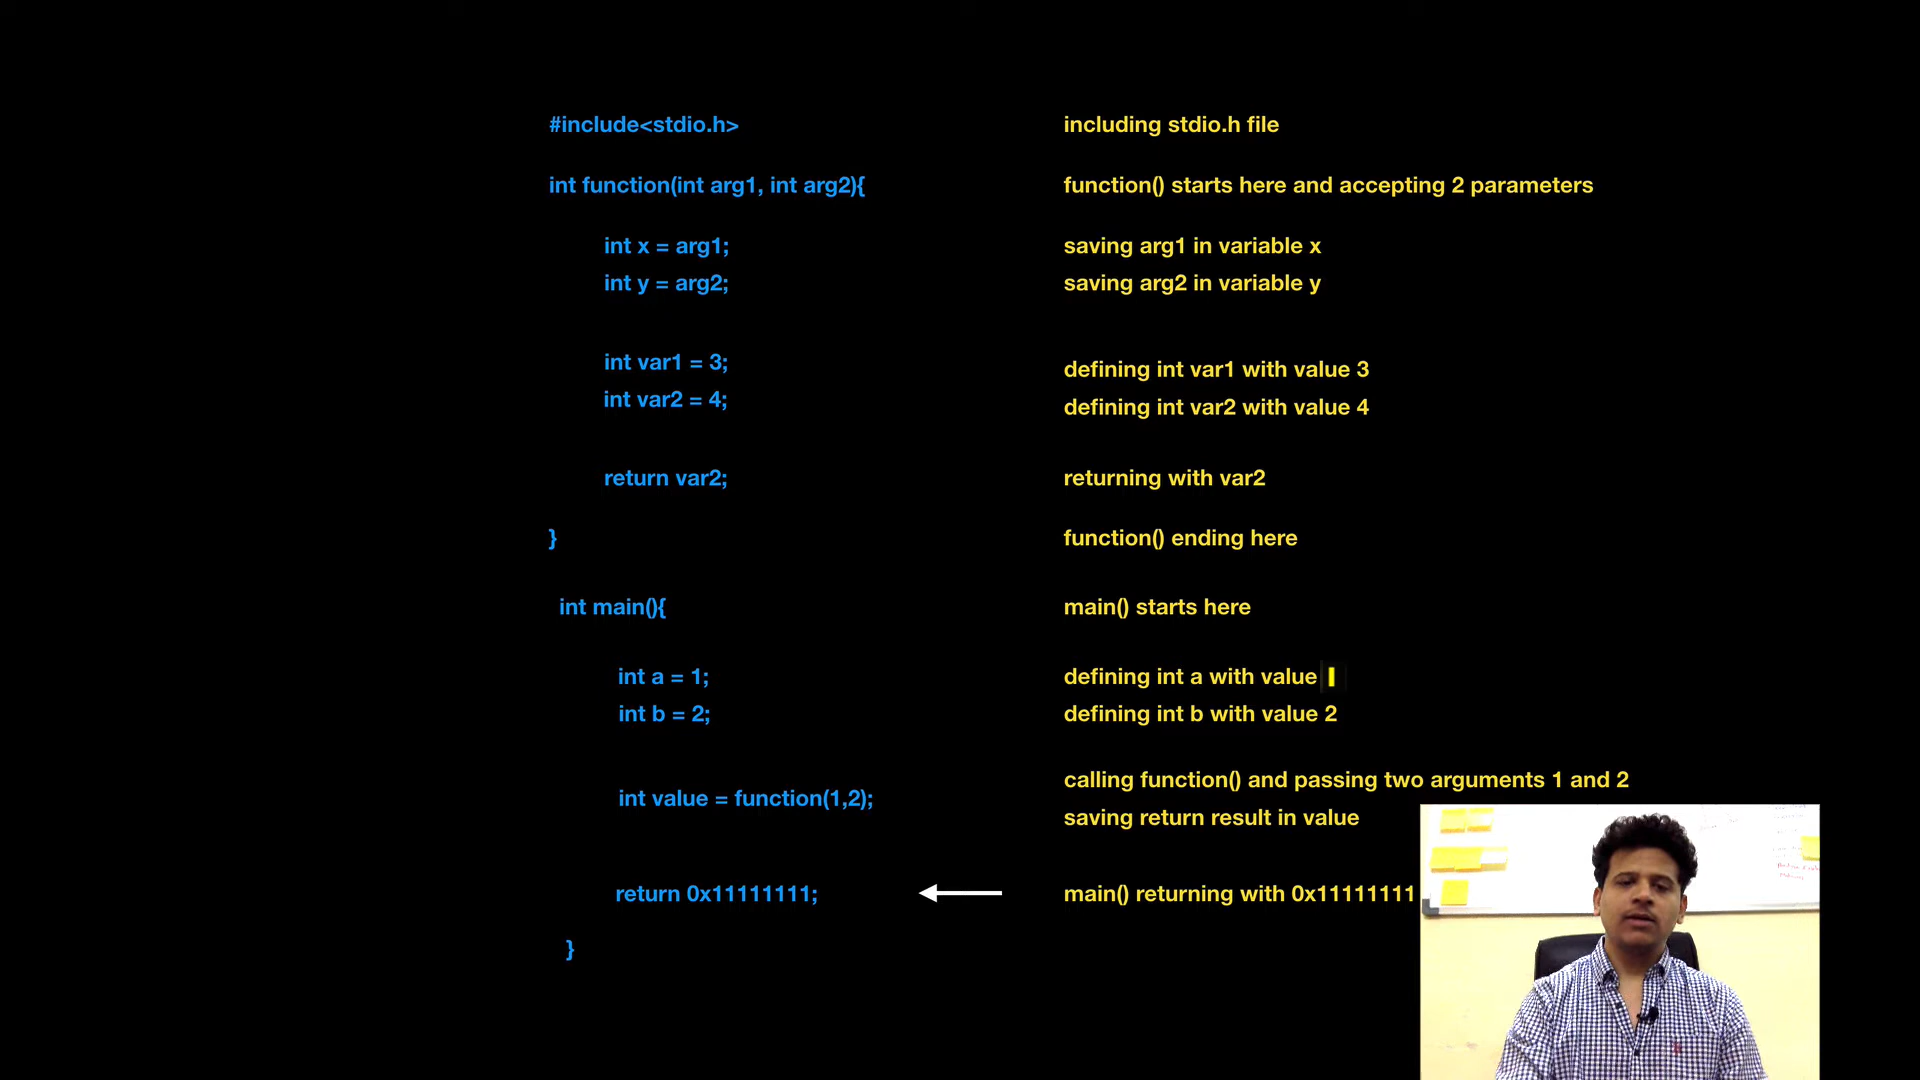 #include<stdio.h>
including stdio.h file
int function(int arg1, int arg2){
function() starts here and accepting 2 parameters
int x = arg1;
saving arg1 in variable x
int y = arg2;
saving arg2 in variable y
int var1 = 3;
defining int var1 with value 3
int var2 = 4;
defining int var2 with value 4
return var2;
returning with var2
}
function() ending here
int main(){
main() starts here
int a = 1;
defining int a with value
int b = 2;
defining int b with value 2
calling function() and passing two arguments 1 and 2
int value = function(1,2);
saving return result in value
return 0x11111111;
main() returning with 0x11111111
}